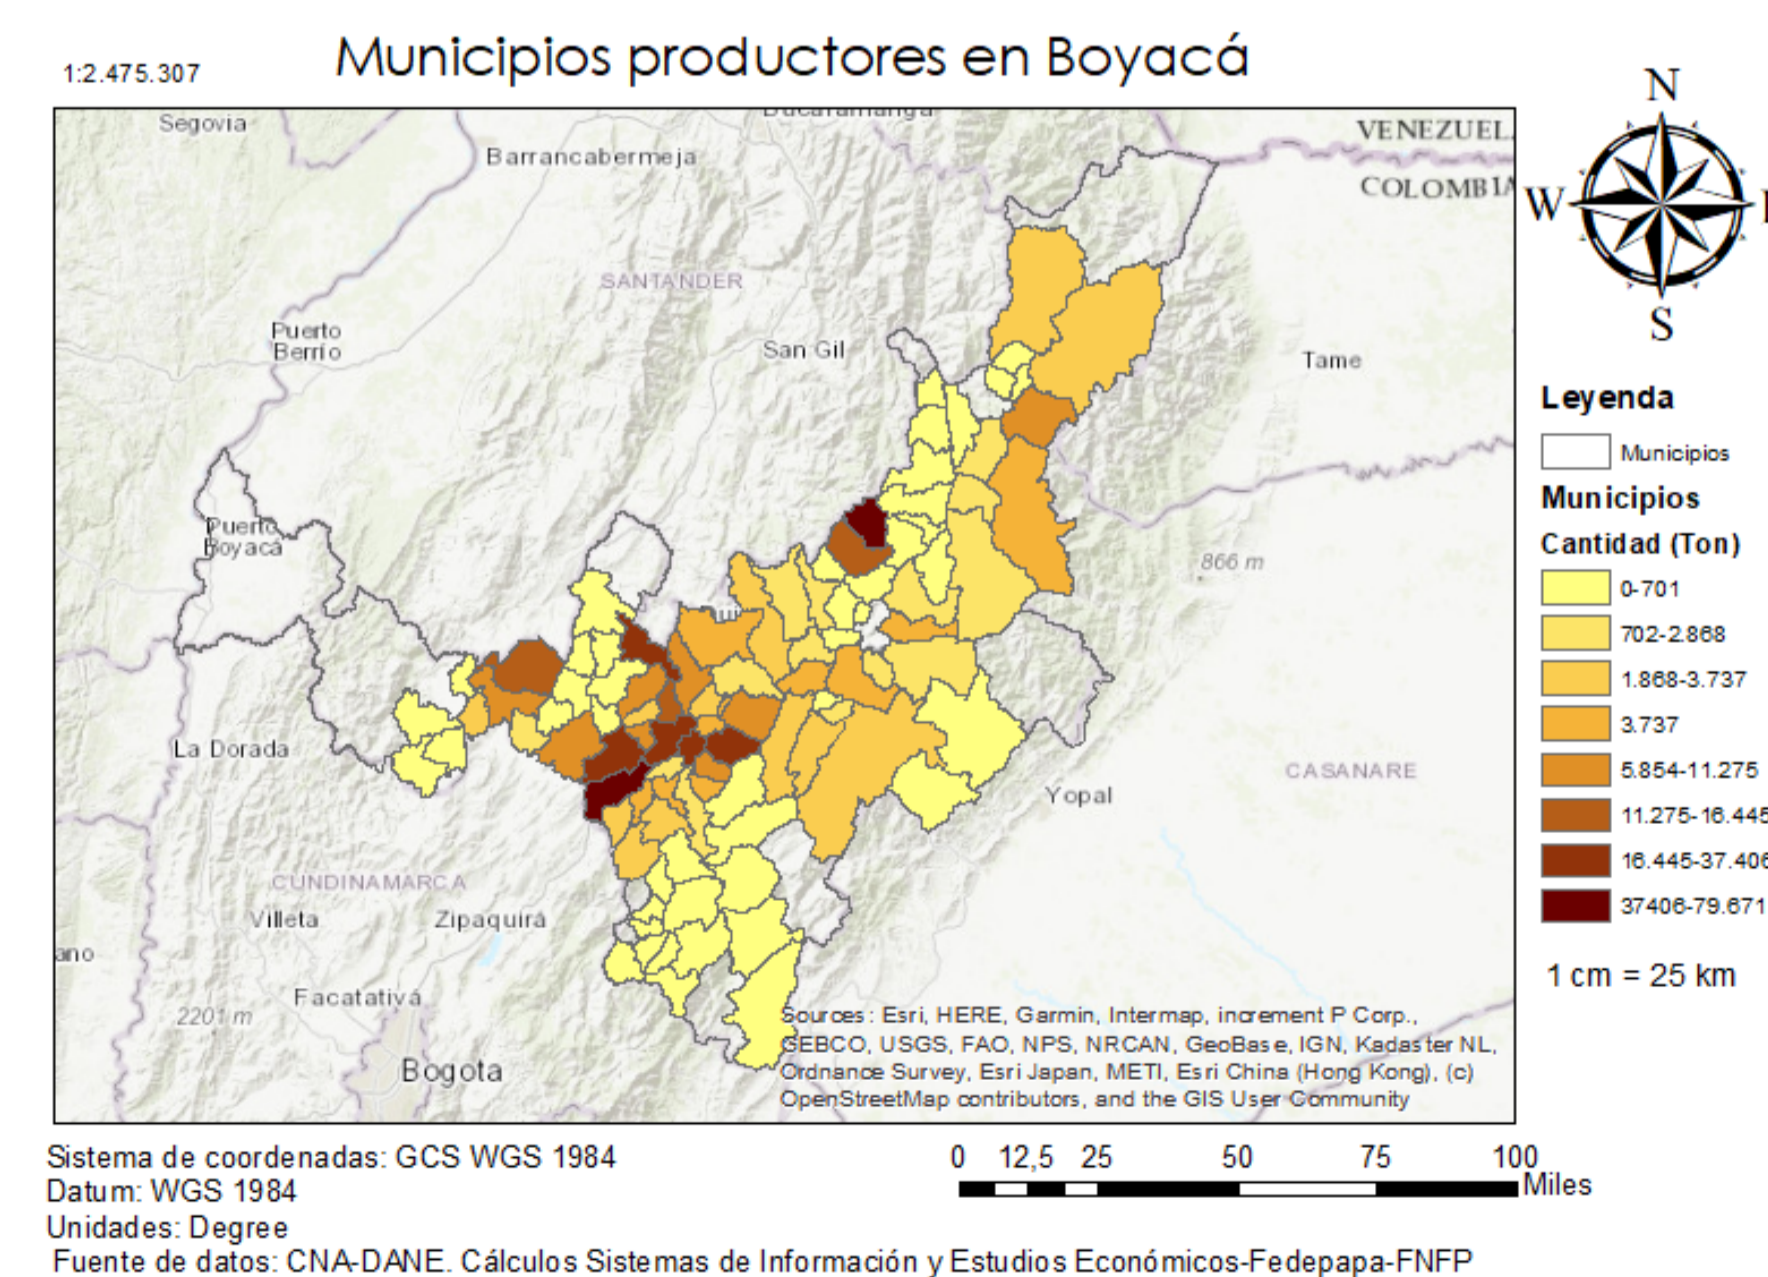 Municipios productores en Boyacá
1:2.475.307
Segovia
Bucaramanga
Barrancabermeja
VENEZUEL
COLOMBIA
SANTANDER
Puerto
Berrío
San Gil
Tame
Puerto
Boyacá
866 m
La Dorada
CASANARE
Yopal
CUNDINAMARCA
Villeta
Zipaquirá
ano
Facatativá
2201 m
Bogota
Sources: Esri, HERE, Garmin, Intermap, increment P Corp.,
GEBCO, USGS, FAO, NPS, NRCAN, GeoBase, IGN, Kadaster NL,
Ordnance Survey, Esri Japan, METI, Esri China (Hong Kong), (c)
OpenStreetMap contributors, and the GIS User Community
N
W
S
Leyenda
Municipios
Municipios
Cantidad (Ton)
0-701
702-2.868
1.868-3.737
3.737
5.854-11.275
11.275-16.445
16.445-37.406
37406-79.671
1 cm = 25 km
Sistema de coordenadas: GCS WGS 1984
Datum: WGS 1984
Unidades: Degree
Fuente de datos: CNA-DANE. Cálculos Sistemas de Información y Estudios Económicos-Fedepapa-FNFP
0 12,5 25 50 75 100
Miles